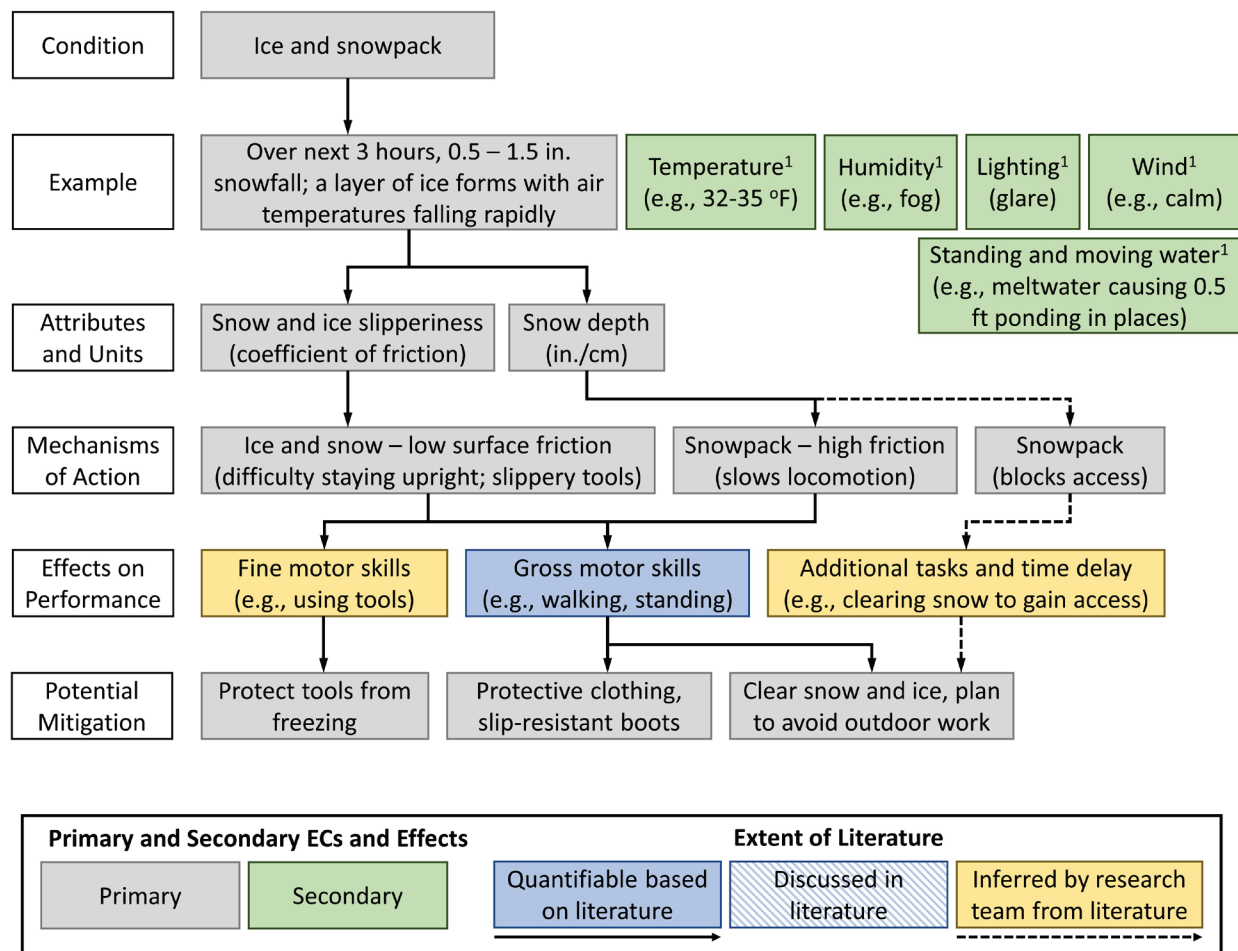 Condition
Ice and snowpack
Example
Over next 3 hours, 0.5 – 1.5 in.
snowfall; a layer of ice forms with air
temperatures falling rapidly
Temperature¹
(e.g., 32-35 ºF)
Humidity¹
(e.g., fog)
Lighting¹
(glare)
Wind¹
(e.g., calm)
Standing and moving water¹
(e.g., meltwater causing 0.5
ft ponding in places)
Attributes
and Units
Snow and ice slipperiness
(coefficient of friction)
Snow depth
(in./cm)
Mechanisms
of Action
Ice and snow – low surface friction
(difficulty staying upright; slippery tools)
Snowpack – high friction
(slows locomotion)
Snowpack
(blocks access)
Effects on
Performance
Fine motor skills
(e.g., using tools)
Gross motor skills
(e.g., walking, standing)
Additional tasks and time delay
(e.g., clearing snow to gain access)
Potential
Mitigation
Protect tools from
freezing
Protective clothing,
slip-resistant boots
Clear snow and ice, plan
to avoid outdoor work
Primary and Secondary ECs and Effects
Primary
Secondary
Extent of Literature
Quantifiable based
on literature
Discussed in
literature
Inferred by research
team from literature